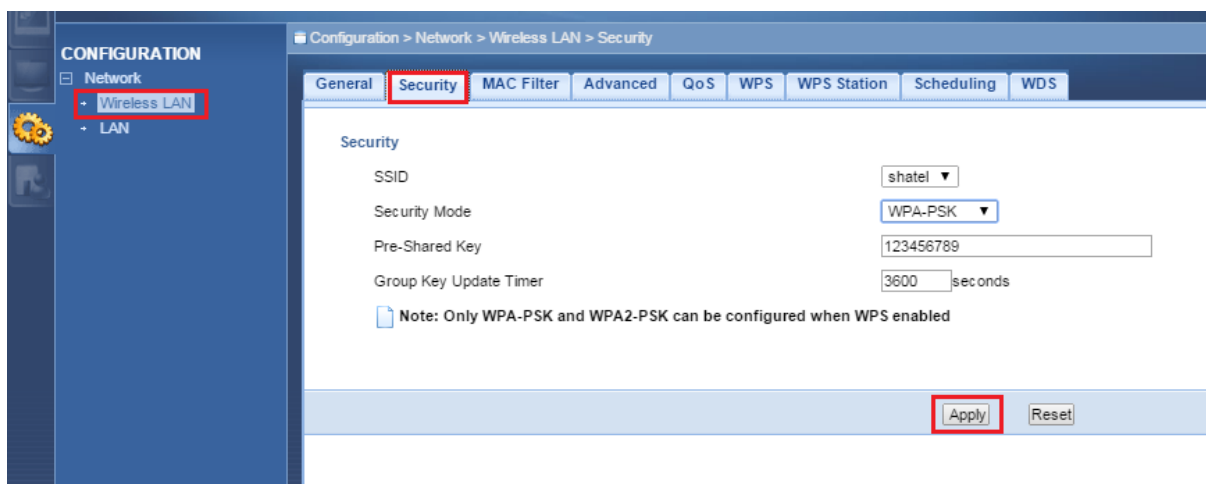 Configuration > Network > Wireless LAN > Security
CONFIGURATION
Network
Wireless LAN
LAN
General Security MAC Filter Advanced QoS WPS WPS Station Scheduling WDS
Security
SSID shatel
Security Mode WPA-PSK
Pre-Shared Key 123456789
Group Key Update Timer 3600 seconds
Note: Only WPA-PSK and WPA2-PSK can be configured when WPS enabled
Apply Reset